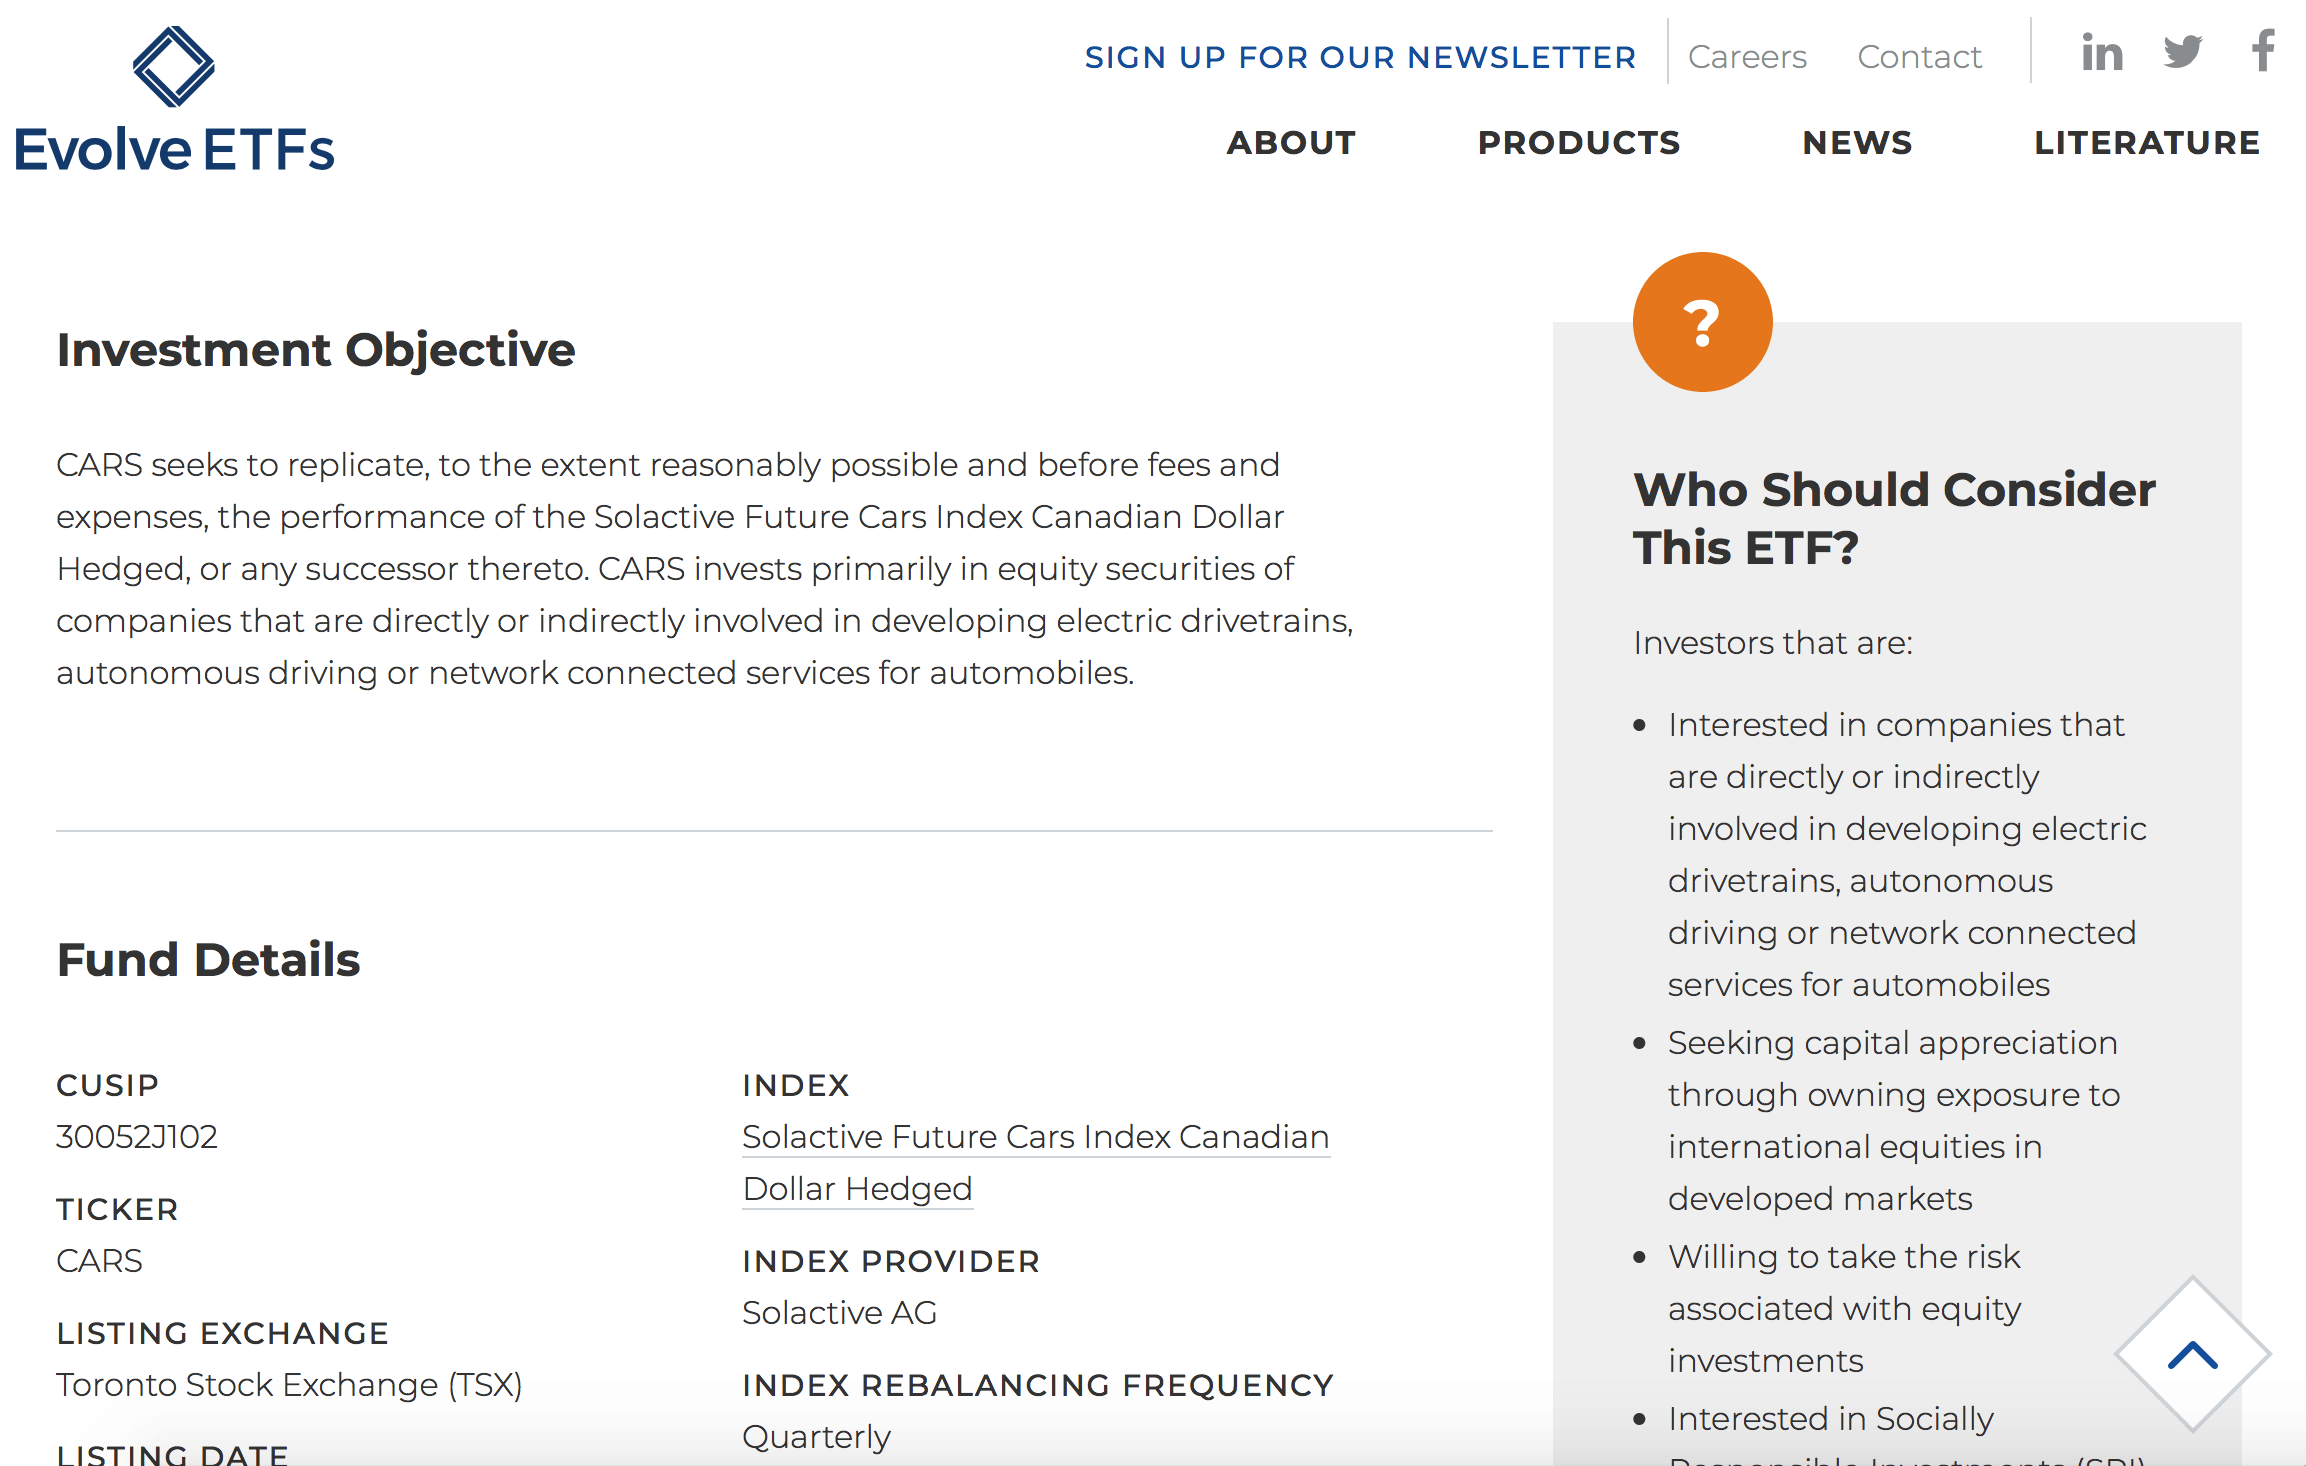 Evolve ETFs
SIGN UP FOR OUR NEWSLETTER
Careers
Contact
ABOUT
PRODUCTS
NEWS
LITERATURE
Investment Objective
CARS seeks to replicate, to the extent reasonably possible and before fees and
expenses, the performance of the Solactive Future Cars Index Canadian Dollar
Hedged, or any successor thereto. CARS invests primarily in equity securities of
companies that are directly or indirectly involved in developing electric drivetrains,
autonomous driving or network connected services for automobiles.
Fund Details
CUSIP
30052J102
TICKER
CARS
LISTING EXCHANGE
Toronto Stock Exchange (TSX)
LISTING DATE
INDEX
Solactive Future Cars Index Canadian
Dollar Hedged
INDEX PROVIDER
Solactive AG
INDEX REBALANCING FREQUENCY
Quarterly
?
Who Should Consider
This ETF?
Investors that are:
• Interested in companies that
are directly or indirectly
involved in developing electric
drivetrains, autonomous
driving or network connected
services for automobiles
• Seeking capital appreciation
through owning exposure to
international equities in
developed markets
• Willing to take the risk
associated with equity
investments
• Interested in Socially
Responsible Investments (SRI)